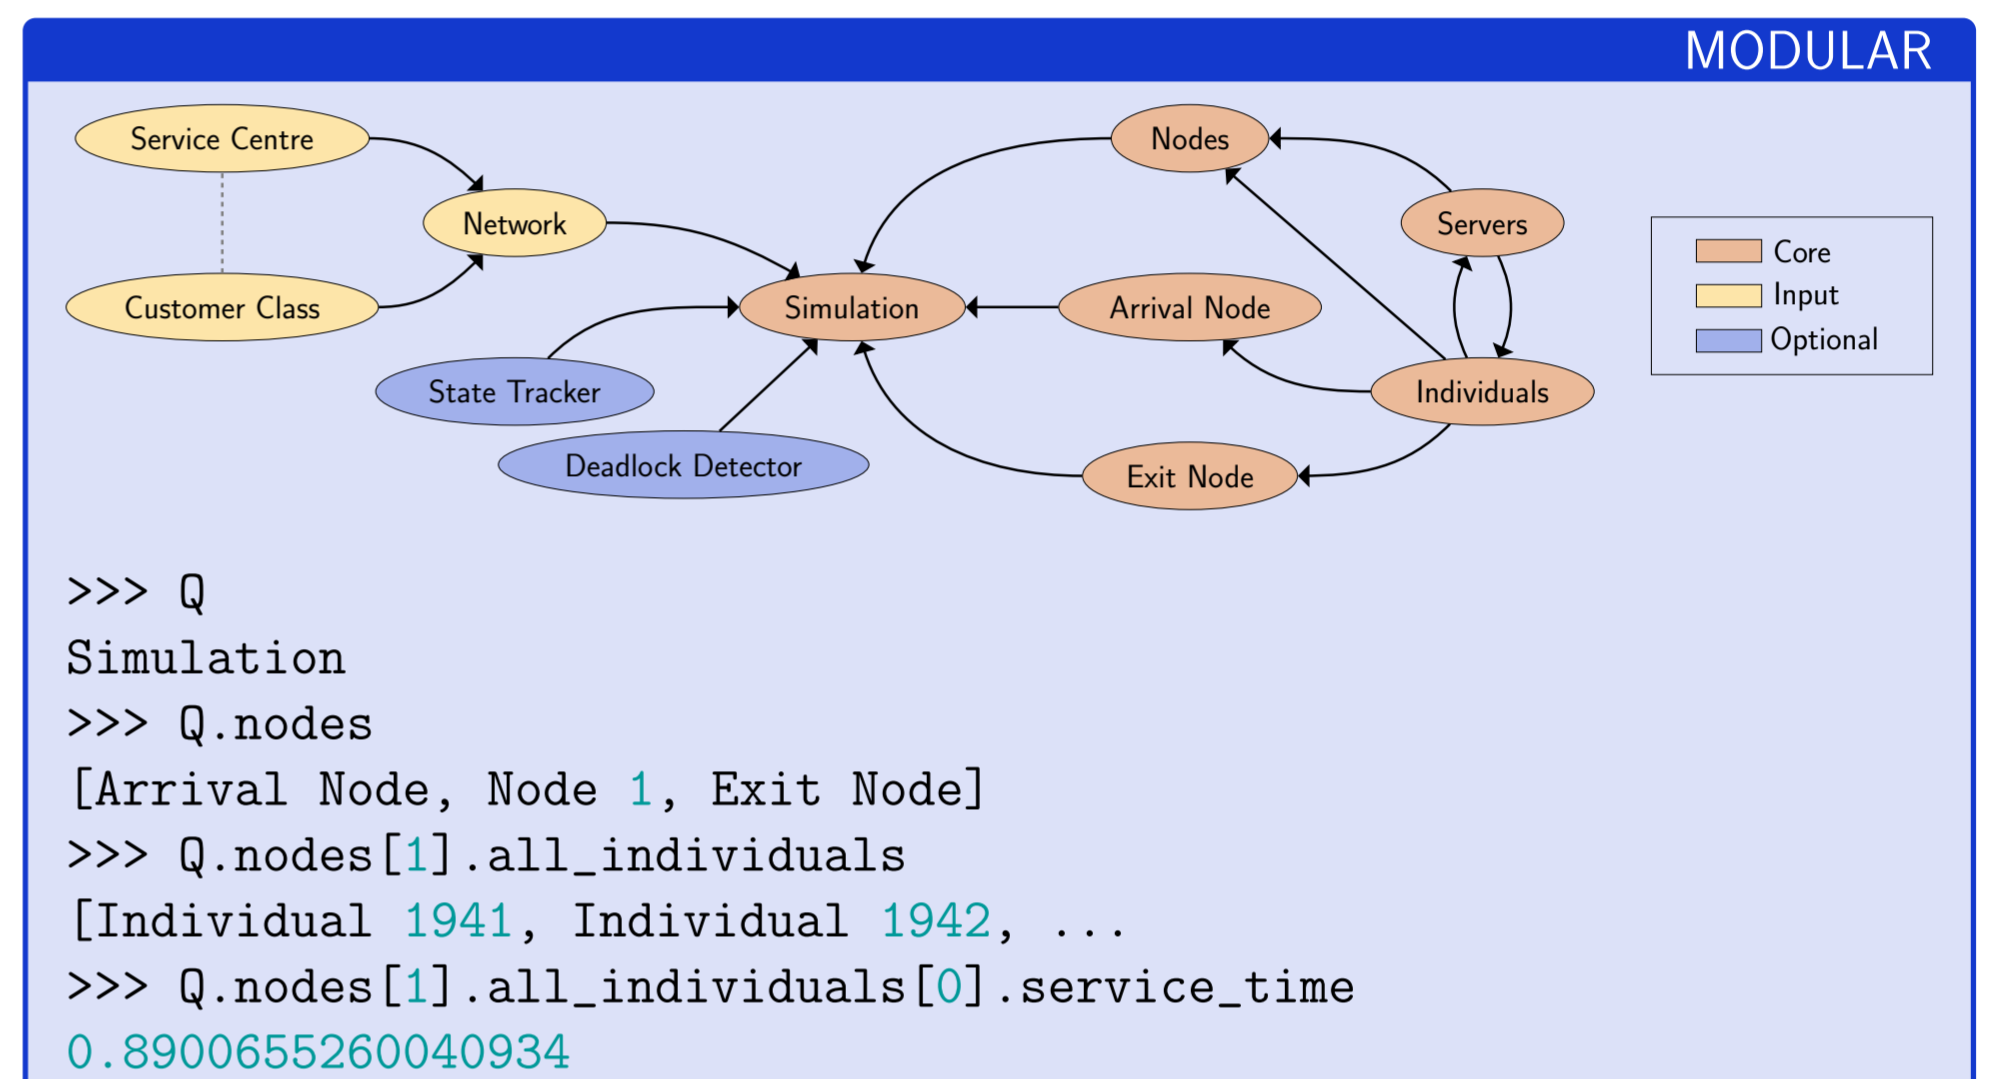 MODULAR
Service Centre
Nodes
Network
Servers
Core
Customer Class
Simulation
Arrival Node
Input
Optional
State Tracker
Individuals
Deadlock Detector
Exit Node
>>> Q
Simulation
>>> Q.nodes
[Arrival Node, Node 1, Exit Node]
>>> Q.nodes[1].all_individuals
[Individual 1941, Individual 1942, ...
>>> Q.nodes[1].all_individuals[0].service_time
0.8900655260040934